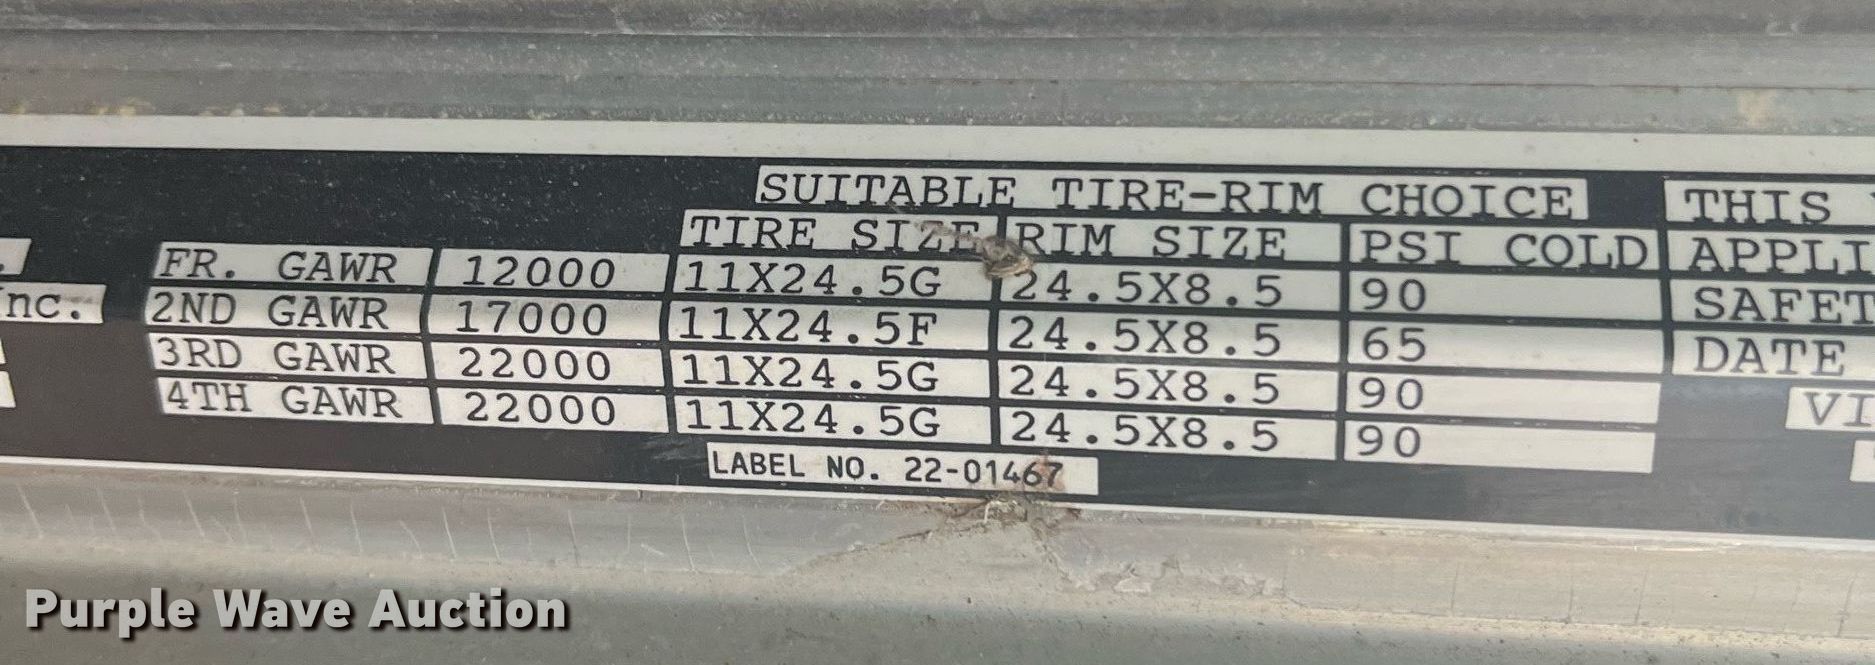 SUITABLE TIRE-RIM CHOICE THIS
TIRE SIZE RIM SIZE PSI COLD APPLI
FR. GAWR 12000 11X24.5G 24.5X8.5 90 SAFET
nc. 2ND GAWR 17000 11X24.5F 24.5X8.5 65 DATE
3RD GAWR 22000 11X24.5G 24.5X8.5 90 VI
4TH GAWR 22000 11X24.5G 24.5X8.5 90
LABEL NO. 22-01467
Purple Wave Auction